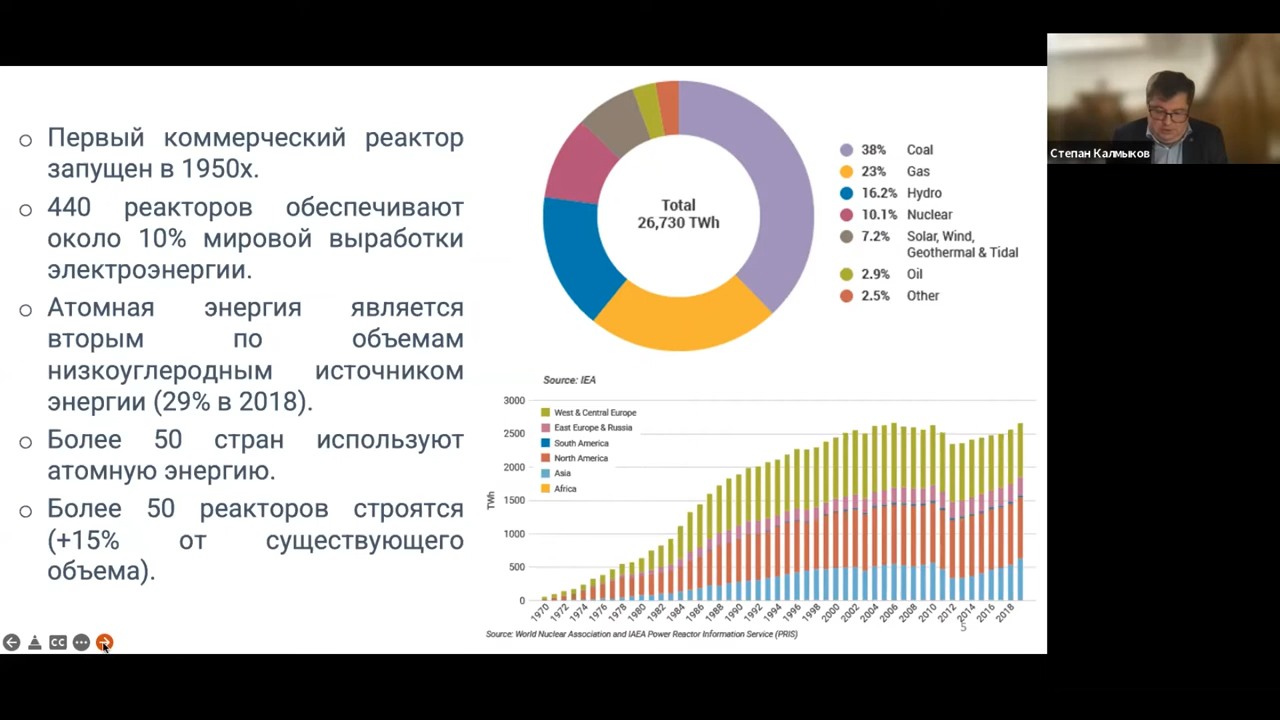 Первый коммерческий реактор
запущен в 1950х.
440 реакторов обеспечивают
около 10% мировой выработки
электроэнергии.
Атомная энергия является
вторым по объемам
низкоуглеродным источником
энергии (29% в 2018).
Более 50 стран используют
атомную энергию.
Более 50 реакторов строятся
(+15% от существующего
объема).
Total
26,730 TWh
38% Coal
23% Gas
16.2% Hydro
10.1% Nuclear
7.2% Solar, Wind,
Geothermal & Tidal
2.9% Oil
2.5% Other
Source: IEA
3000
2500
2000
1500
1000
500
0
TWh
West & Central Europe
East Europe & Russia
South America
North America
Asia
Africa
1970 1972 1974 1976 1978 1980 1982 1984 1986 1988 1990 1992 1994 1996 1998 2000 2002 2004 2006 2008 2010 2012 2014 2016 2018
Source: World Nuclear Association and IAEA Power Reactor Information Service (PRIS)
5
CC
Степан Калмыков